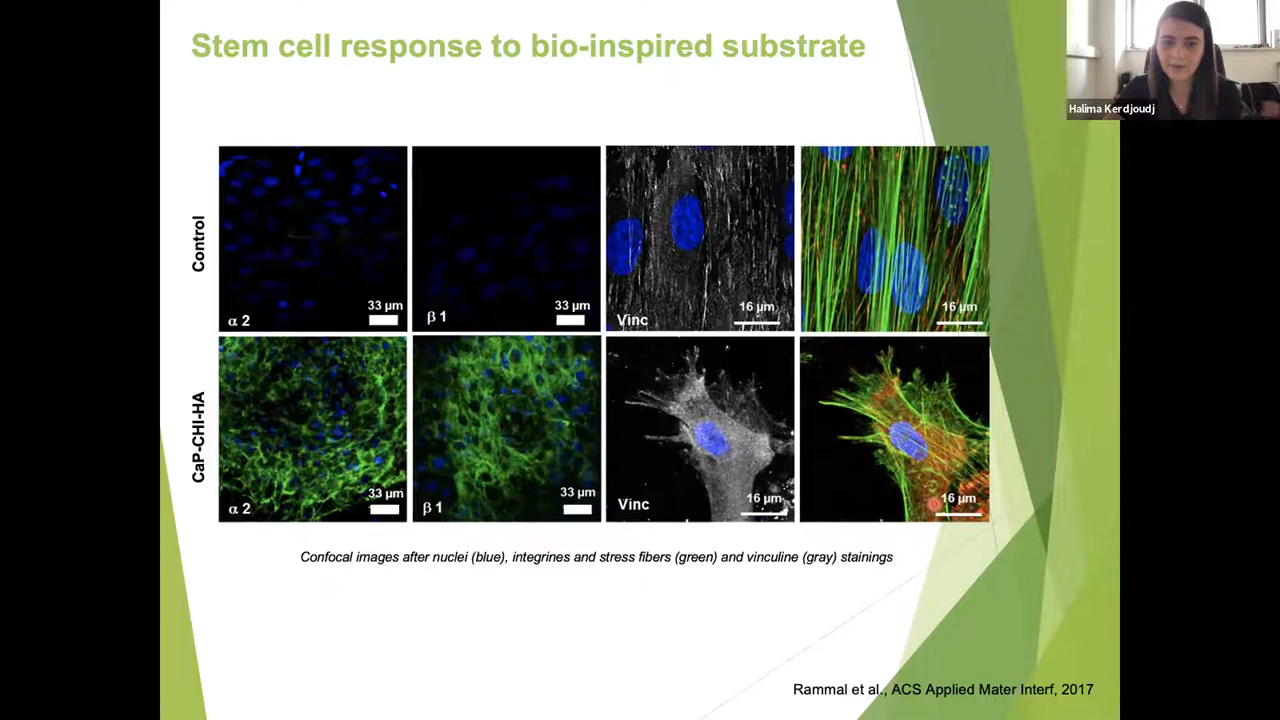 Stem cell response to bio-inspired substrate
Halima Kerdjoudj
Control
33 µm
α 2
33 µm
β 1
16 µm
Vinc
16 µm
CaP-CHI-HA
33 µm
α 2
33 µm
β 1
16 µm
Vinc
16 µm
Confocal images after nuclei (blue), integrines and stress fibers (green) and vinculine (gray) stainings
Rammal et al., ACS Applied Mater Interf, 2017